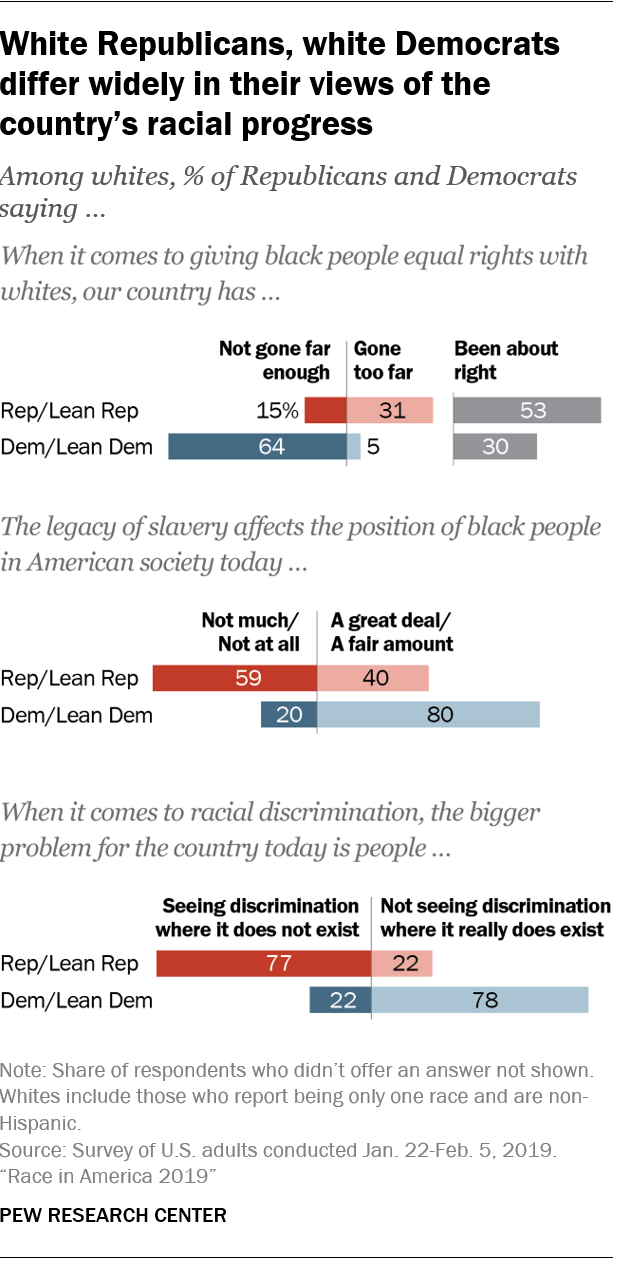 White Republicans, white Democrats
differ widely in their views of the
country’s racial progress
Among whites, % of Republicans and Democrats
saying ...
When it comes to giving black people equal rights with
whites, our country has ...
Not gone far
enough
Gone
too far
Been about
right
Rep/Lean Rep 15% 31 53
Dem/Lean Dem 64 5 30
The legacy of slavery affects the position of black people
in American society today ...
Not much/
Not at all
A great deal/
A fair amount
Rep/Lean Rep 59 40
Dem/Lean Dem 20 80
When it comes to racial discrimination, the bigger
problem for the country today is people ...
Seeing discrimination
where it does not exist
Not seeing discrimination
where it really does exist
Rep/Lean Rep 77 22
Dem/Lean Dem 22 78
Note: Share of respondents who didn’t offer an answer not shown.
Whites include those who report being only one race and are non-
Hispanic.
Source: Survey of U.S. adults conducted Jan. 22-Feb. 5, 2019.
“Race in America 2019”
PEW RESEARCH CENTER